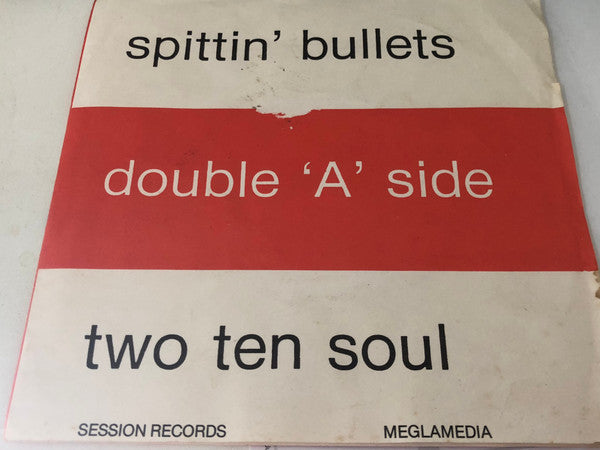 spittin’ bullets
double ‘A’ side
two ten soul
SESSION RECORDS MEGLAMEDIA